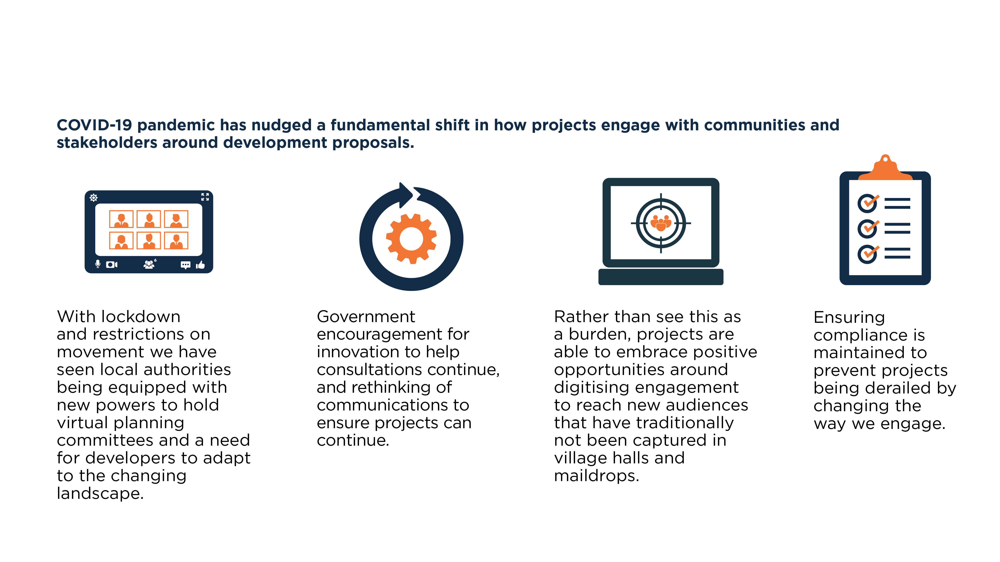 COVID-19 pandemic has nudged a fundamental shift in how projects engage with communities and
stakeholders around development proposals.
6
With lockdown
and restrictions on
movement we have
seen local authorities
being equipped with
new powers to hold
virtual planning
committees and a need
for developers to adapt
to the changing
landscape.
Government
encouragement for
innovation to help
consultations continue,
and rethinking of
communications to
ensure projects can
continue.
Rather than see this as
a burden, projects are
able to embrace positive
opportunities around
digitising engagement
to reach new audiences
that have traditionally
not been captured in
village halls and
maildrops.
Ensuring
compliance is
maintained to
prevent projects
being derailed by
changing the
way we engage.